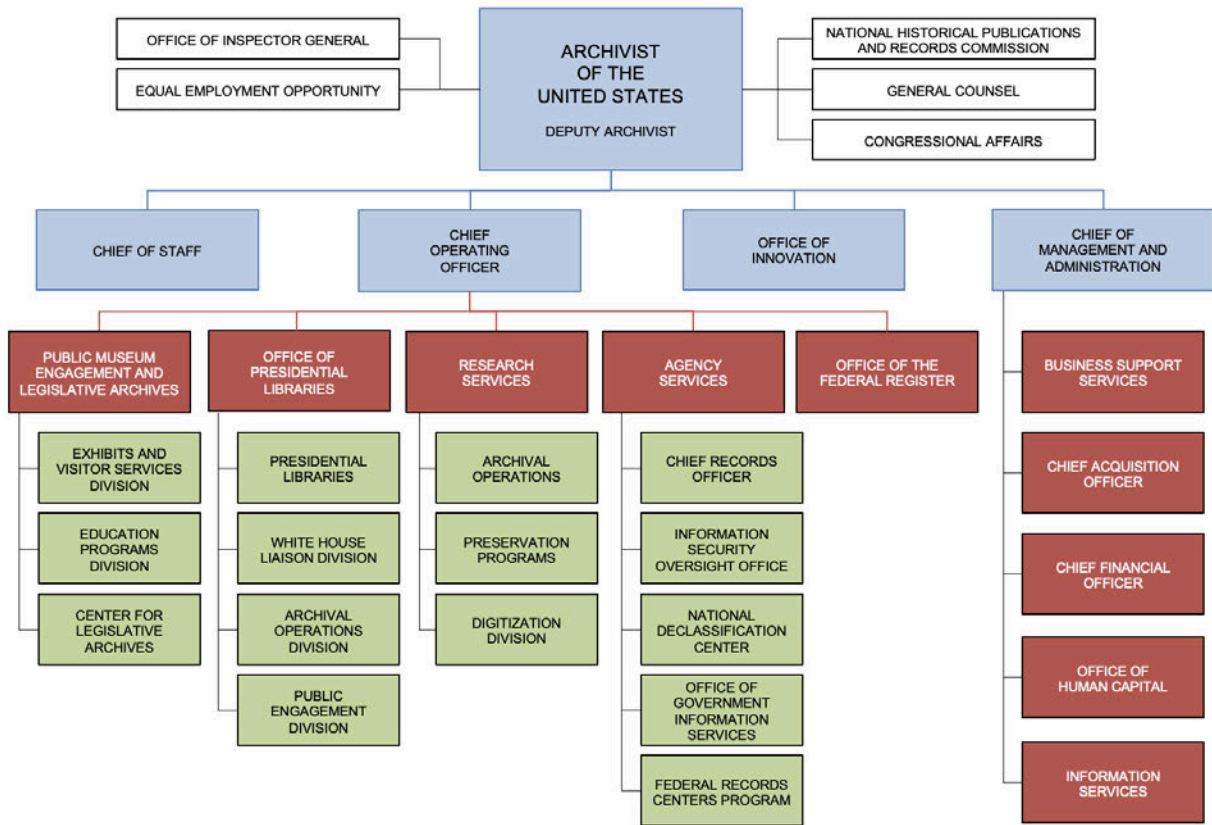 OFFICE OF INSPECTOR GENERAL
EQUAL EMPLOYMENT OPPORTUNITY
ARCHIVIST
OF THE
UNITED STATES
DEPUTY ARCHIVIST
NATIONAL HISTORICAL PUBLICATIONS
AND RECORDS COMMISSION
GENERAL COUNSEL
CONGRESSIONAL AFFAIRS
CHIEF OF STAFF
CHIEF
OPERATING
OFFICER
OFFICE OF
INNOVATION
CHIEF OF
MANAGEMENT AND
ADMINISTRATION
PUBLIC MUSEUM
ENGAGEMENT AND
LEGISLATIVE ARCHIVES
OFFICE OF
PRESIDENTIAL
LIBRARIES
RESEARCH
SERVICES
AGENCY
SERVICES
OFFICE OF THE
FEDERAL REGISTER
BUSINESS SUPPORT
SERVICES
EXHIBITS AND
VISITOR SERVICES
DIVISION
EDUCATION
PROGRAMS
DIVISION
CENTER FOR
LEGISLATIVE
ARCHIVES
PRESIDENTIAL
LIBRARIES
WHITE HOUSE
LIAISON DIVISION
ARCHIVAL
OPERATIONS
DIVISION
PUBLIC
ENGAGEMENT
DIVISION
ARCHIVAL
OPERATIONS
PRESERVATION
PROGRAMS
DIGITIZATION
DIVISION
CHIEF RECORDS
OFFICER
INFORMATION
SECURITY
OVERSIGHT OFFICE
NATIONAL
DECLASSIFICATION
CENTER
OFFICE OF
GOVERNMENT
INFORMATION
SERVICES
FEDERAL RECORDS
CENTERS PROGRAM
CHIEF ACQUISITION
OFFICER
CHIEF FINANCIAL
OFFICER
OFFICE OF
HUMAN CAPITAL
INFORMATION
SERVICES